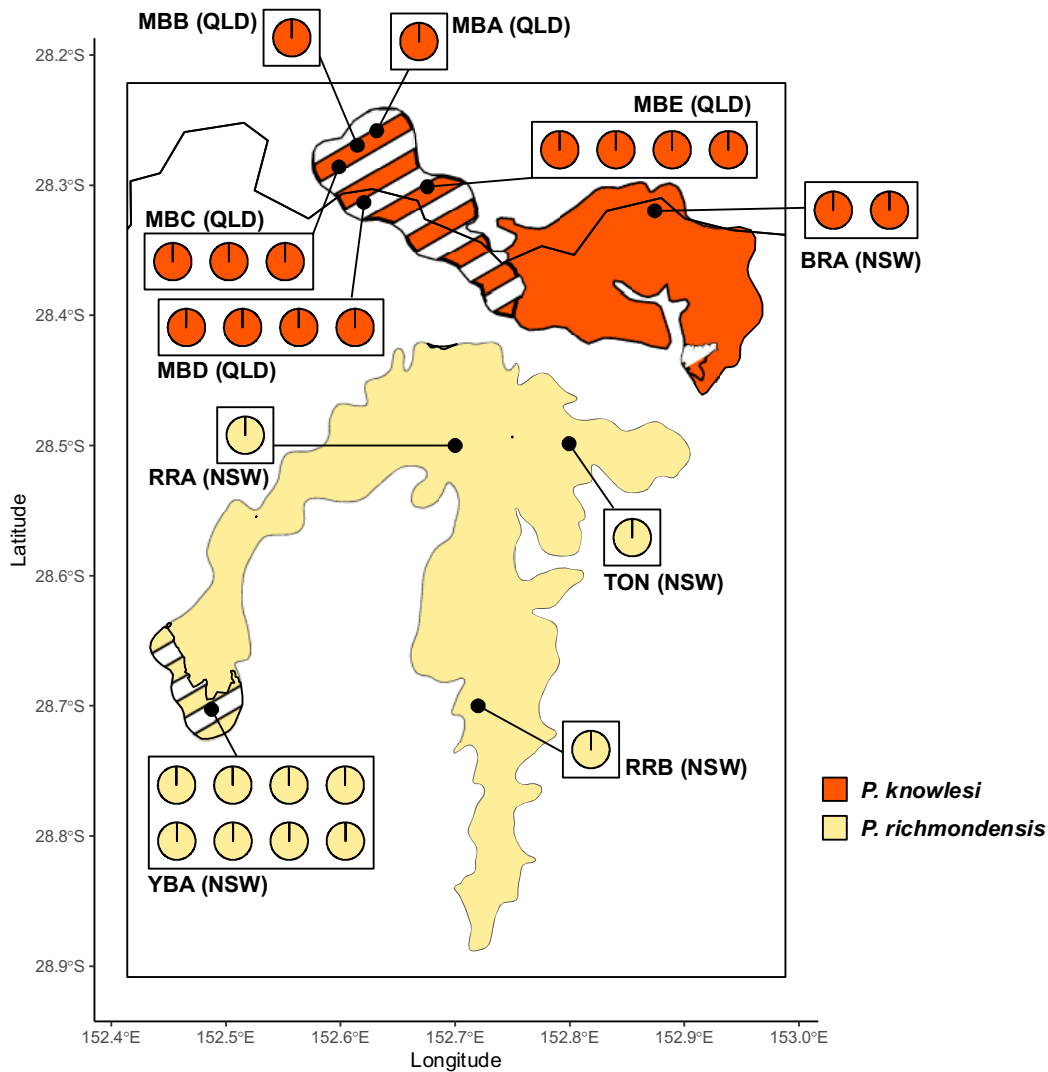 MBB (QLD)
MBA (QLD)
28.2°S
MBE (QLD)
28.3°S
MBC (QLD)
BRA (NSW)
28.4°S
MBD (QLD)
RRA (NSW)
28.5°S
Latitude
TON (NSW)
28.6°S
28.7°S
RRB (NSW)
P. knowlesi
P. richmondensis
28.8°S
YBA (NSW)
28.9°S
152.4°E 152.5°E 152.6°E 152.7°E 152.8°E 152.9°E 153.0°E
Longitude